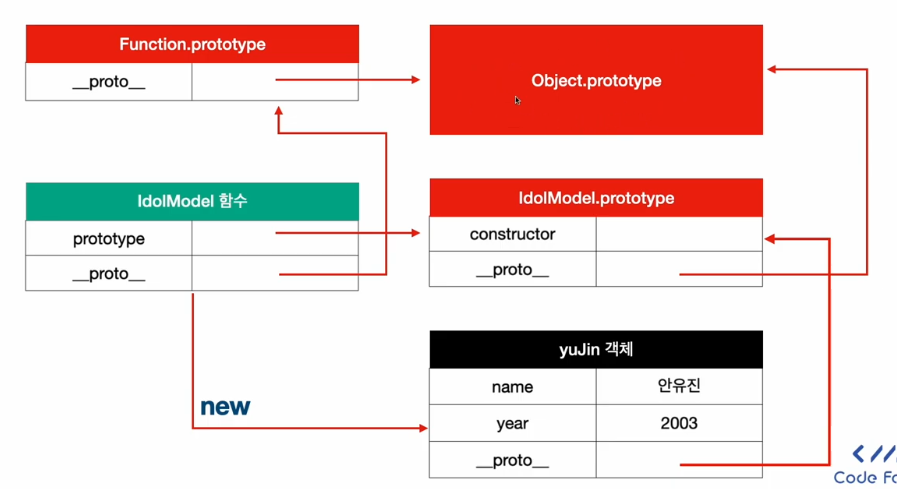 Function.prototype
__proto__
Object.prototype
IdolModel 함수
prototype
__proto__
IdolModel.prototype
constructor
__proto__
new
yuJin 객체
name 안유진
year 2003
__proto__
Code